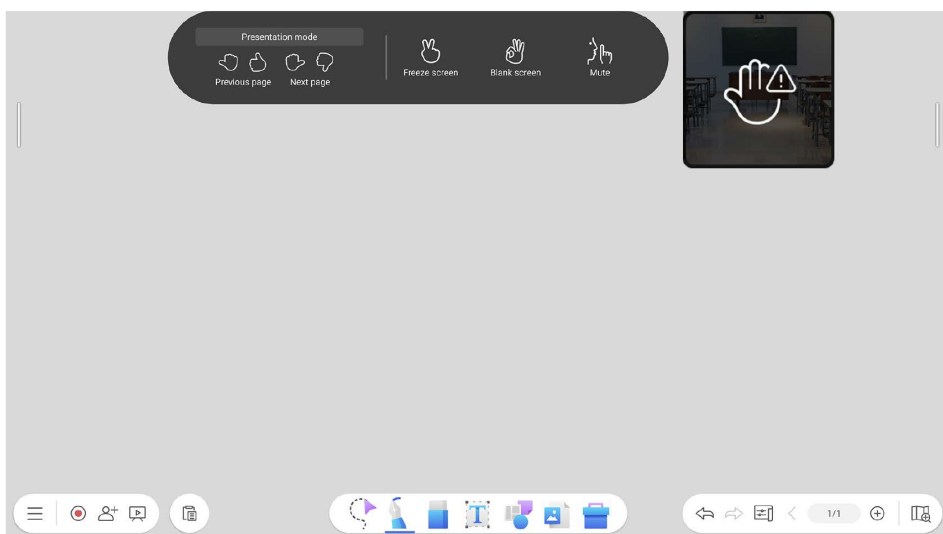 Presentation mode
Previous page Next page
Freeze screen
Blank screen
Mute
T
1/1